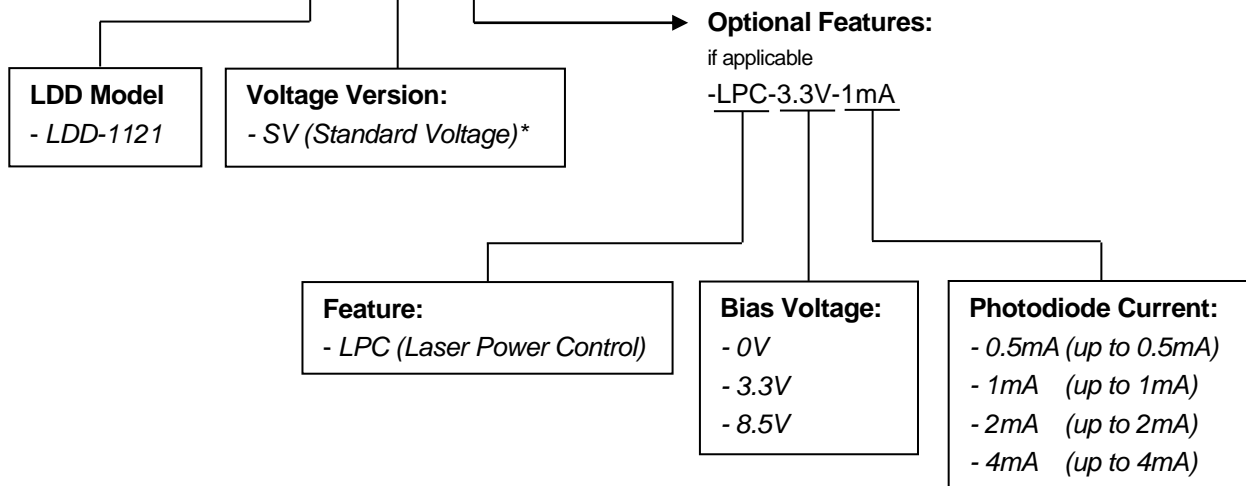 Optional Features:
if applicable
-LPC-3.3V-1mA
LDD Model
- LDD-1121
Voltage Version:
- SV (Standard Voltage)*
Feature:
- LPC (Laser Power Control)
Bias Voltage:
- 0V
- 3.3V
- 8.5V
Photodiode Current:
- 0.5mA (up to 0.5mA)
- 1mA (up to 1mA)
- 2mA (up to 2mA)
- 4mA (up to 4mA)